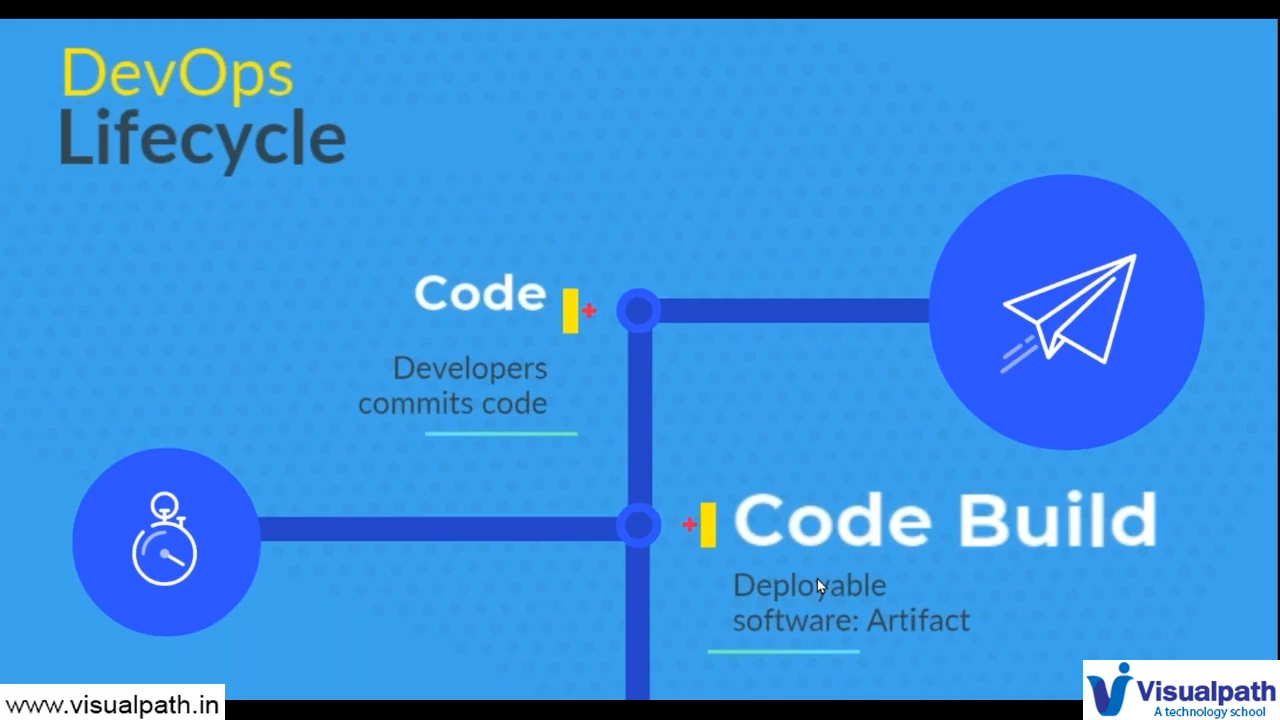 DevOps
Lifecycle
Code
Developers
commits code
Code Build
Deployable
software: Artifact
www.visualpath.in
Visualpath
A technology school